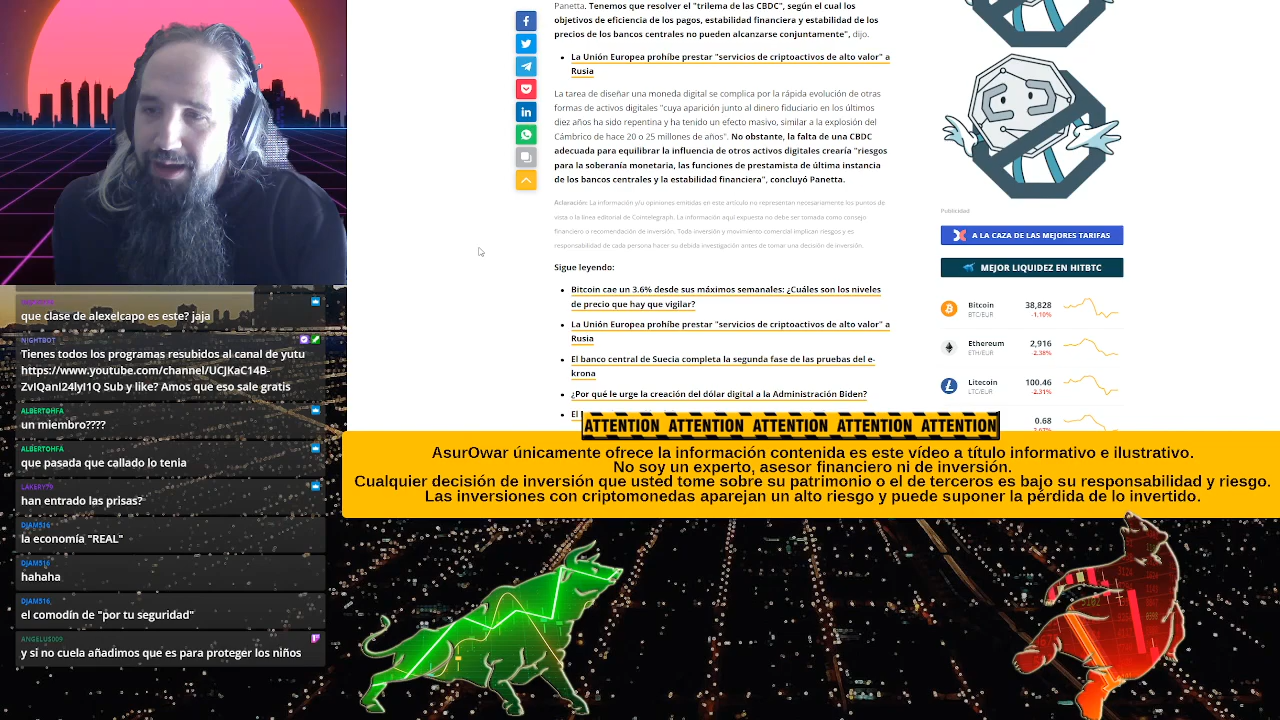 Panetta. Tenemos que resolver el "trilema de las CBDC", según el cual los
objetivos de eficiencia de los pagos, estabilidad financiera y estabilidad de los
precios de los bancos centrales no pueden alcanzarse conjuntamente", dijo.
La Unión Europea prohíbe prestar "servicios de criptoactivos de alto valor" a
Rusia
La tarea de diseñar una moneda digital se complica por la rápida evolución de otras
formas de activos digitales "cuya aparición junto al dinero fiduciario en los últimos
diez años ha sido repentina y ha tenido un efecto masivo, similar a la explosión del
Cámbrico de hace 20 o 25 millones de años". No obstante, la falta de una CBDC
adecuada para equilibrar la influencia de otros activos digitales crearía "riesgos
para la soberanía monetaria, las funciones de prestamista de última instancia
de los bancos centrales y la estabilidad financiera", concluyó Panetta.
Aclaración: La información y/u opiniones emitidas en este artículo no representan necesariamente los puntos de
vista o la línea editorial de Cointelegraph. La información aquí expuesta no debe ser tomada como consejo
financiero o recomendación de inversión. Toda inversión y movimiento comercial implican riesgos y es
responsabilidad de cada persona hacer su debida investigación antes de tomar una decisión de inversión.
Sigue leyendo:
Bitcoin cae un 3.6% desde sus máximos semanales: ¿Cuáles son los niveles
de precio que hay que vigilar?
La Unión Europea prohíbe prestar "servicios de criptoactivos de alto valor" a
Rusia
El banco central de Suecia completa la segunda fase de las pruebas del e-
krona
¿Por qué le urge la creación del dólar digital a la Administración Biden?
El
Publicidad
A LA CAZA DE LAS MEJORES TARIFAS
MEJOR LIQUIDEZ EN HITBTC
Bitcoin 38,828
BTC/EUR -1.10%
Ethereum 2,916
ETH/EUR -2.38%
Litecoin 100.46
LTC/EUR -2.31%
0.68
que clase de alexelcapo es este? jaja
NIGHTBOT
Tienes todos los programas resubidos al canal de yutu
https://www.youtube.com/channel/UCJKaC14B-
ZvIQanI24lyI1Q Sub y like? Amos que eso sale gratis
ALBERTOHFA
un miembro????
ALBERTOHFA
que pasada que callado lo tenia
LAKERY79
han entrado las prisas?
DJAM516
la economía "REAL"
DJAM516
hahaha
DJAM516
el comodín de "por tu seguridad"
ANGELUS009
y si no cuela añadimos que es para proteger los niños
ATTENTION ATTENTION ATTENTION ATTENTION ATTENTION
AsurOwar únicamente ofrece la información contenida es este vídeo a título informativo e ilustrativo.
No soy un experto, asesor financiero ni de inversión.
Cualquier decisión de inversión que usted tome sobre su patrimonio o el de terceros es bajo su responsabilidad y riesgo.
Las inversiones con criptomonedas aparejan un alto riesgo y puede suponer la pérdida de lo invertido.